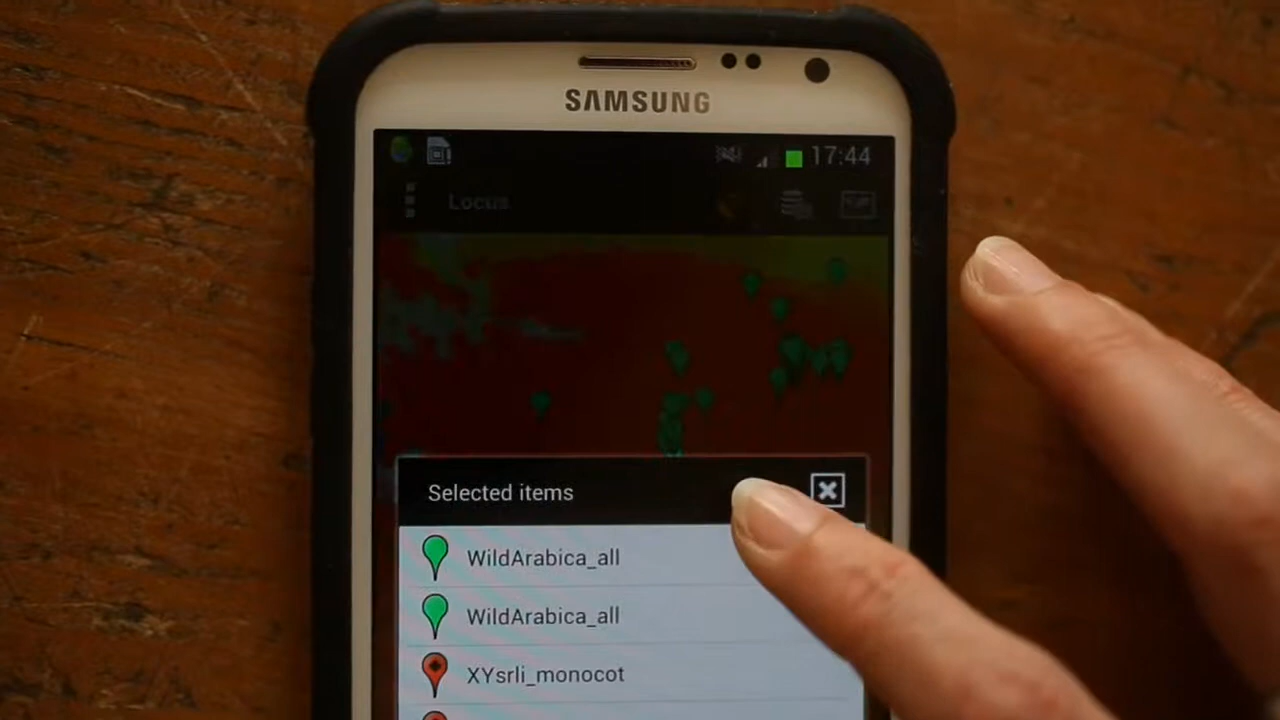 SAMSUNG
17:44
Locus
Selected items
WildArabica_all
WildArabica_all
XYsrli_monocot